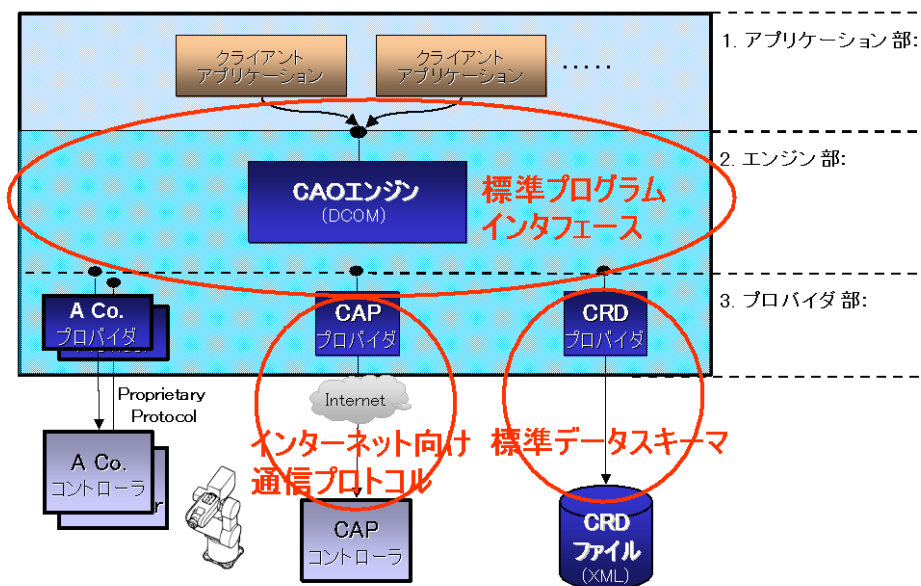 クライアント
アプリケーション
クライアント
アプリケーション
.....
1. アプリケーション部:
CAOエンジン
(DCOM)
標準プログラム
インタフェース
2. エンジン部:
A Co.
プロバイダ
CAP
プロバイダ
CRD
プロバイダ
3. プロバイダ部:
Proprietary
Protocol
Internet
インターネット向け
通信プロトコル
標準データスキーマ
A Co.
コントローラ
r
CAP
コントローラ
CRD
ファイル
(XML)